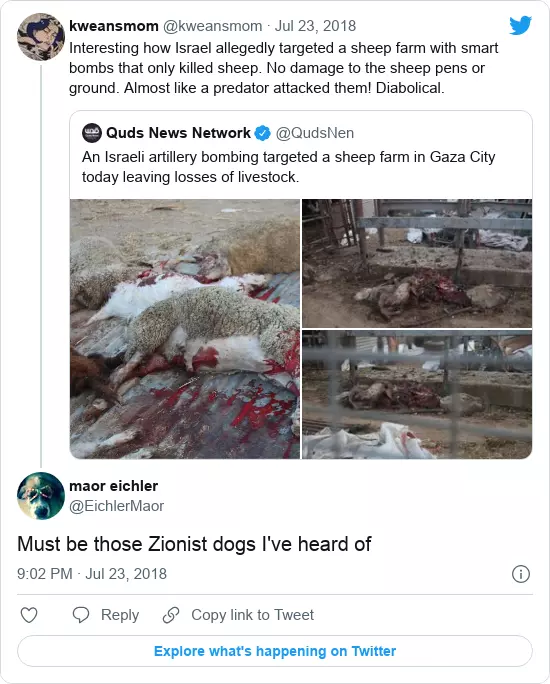 kweansmom @kweansmom · Jul 23, 2018
Interesting how Israel allegedly targeted a sheep farm with smart
bombs that only killed sheep. No damage to the sheep pens or
ground. Almost like a predator attacked them! Diabolical.
Quds News Network @QudsNen
An Israeli artillery bombing targeted a sheep farm in Gaza City
today leaving losses of livestock.
maor eichler
@EichlerMaor
Must be those Zionist dogs I've heard of
9:02 PM · Jul 23, 2018
Reply
Copy link to Tweet
Explore what's happening on Twitter